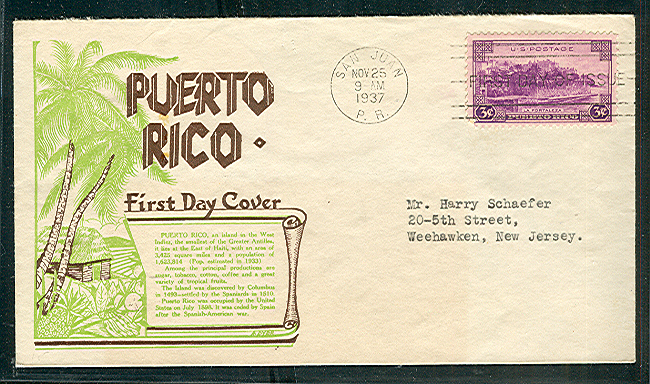 PUERTO
RICO
First Day Cover
PUERTO RICO, an island in the West
Indies, the smallest of the Greater Antilles,
it lies at the East of Haiti, with an area of
3,425 square miles and a population of
1,623,814 (Pop. estimated in 1933)
Among the principal productions are
sugar, tobacco, cotton, coffee and a great
variety of tropical fruits.
The Island was discovered by Columbus
in 1493—settled by the Spaniards in 1510.
Puerto Rico was occupied by the United
States on July 1898. It was ceded by Spain
after the Spanish-American war.
SAN JUAN
NOV 25
9-AM
1937
P. R.
U·S·POSTAGE
FIRST DAY OF ISSUE
LA FORTALEZA
3¢ 3¢
Mr. Harry Schaefer
20-5th Street,
Weehawken, New Jersey.